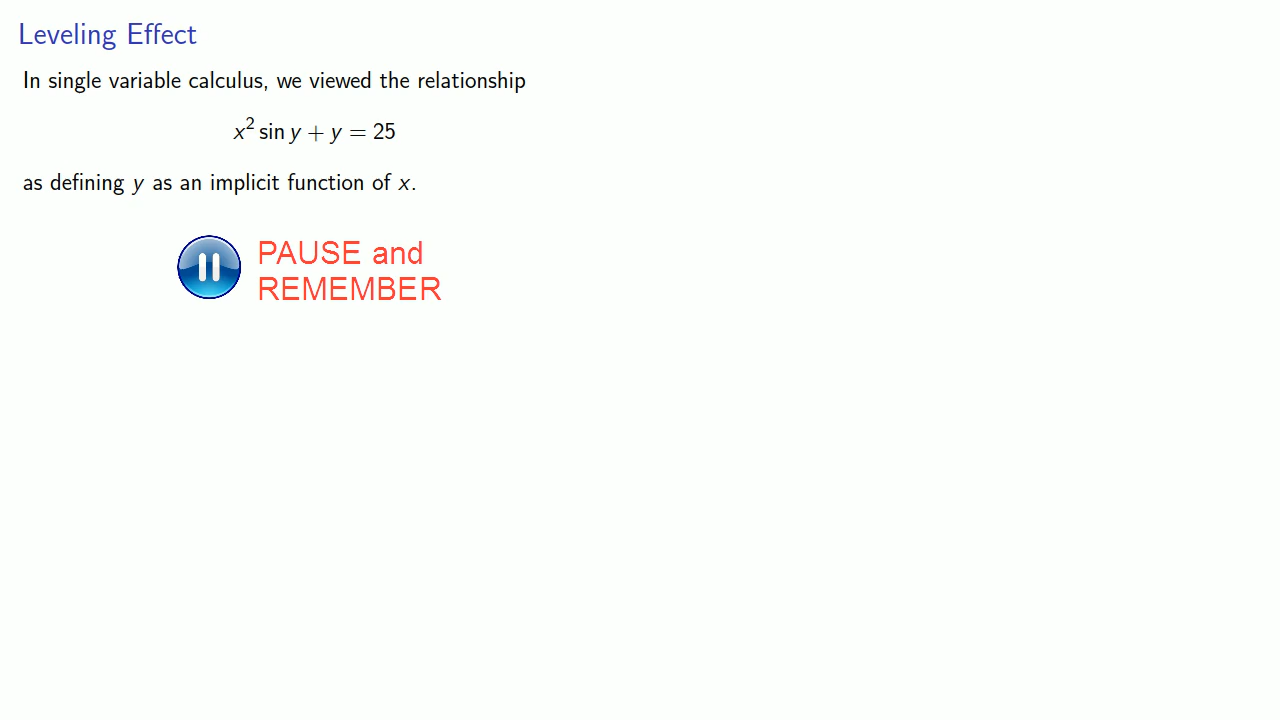 Leveling Effect
In single variable calculus, we viewed the relationship
x² sin y + y = 25
as defining y as an implicit function of x.
PAUSE and
REMEMBER